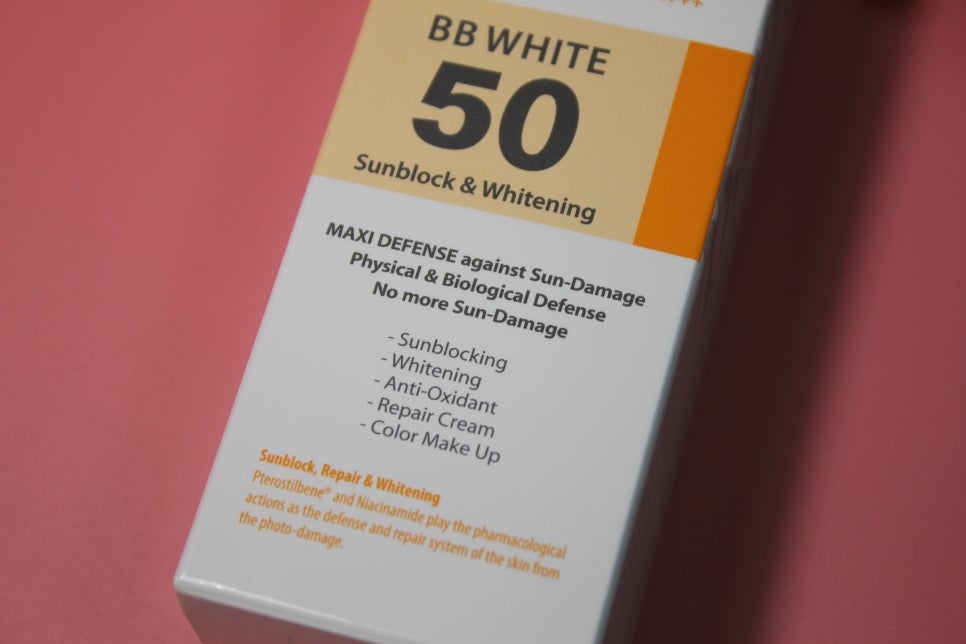 BB WHITE
50
Sunblock & Whitening
MAXI DEFENSE against Sun-Damage
Physical & Biological Defense
No more Sun-Damage
- Sunblocking
- Whitening
- Anti-Oxidant
- Repair Cream
- Color Make Up
Sunblock, Repair & Whitening
Pterostilbene® and Niacinamide play the pharmacological
actions as the defense and repair system of the skin from
the photo-damage.